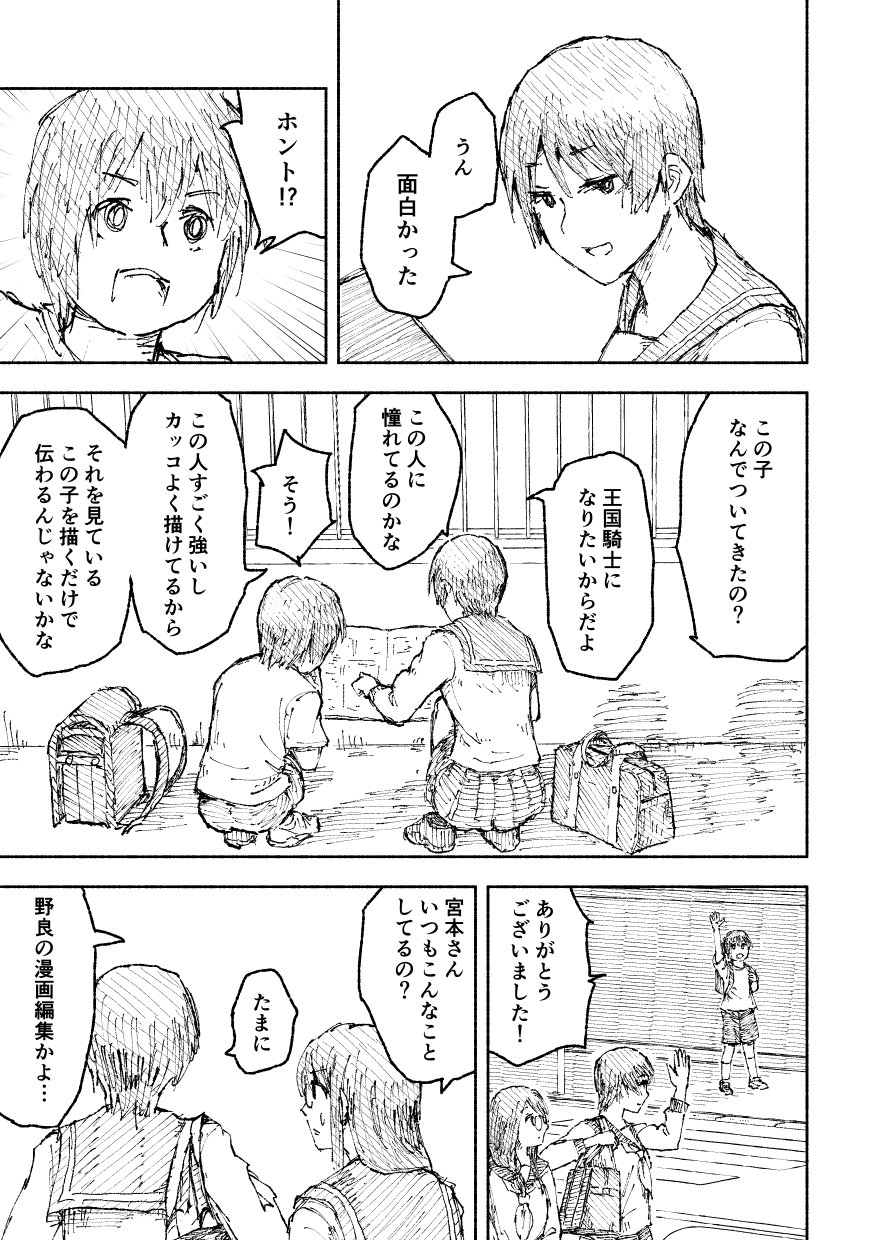 うん
面白かった
ホント!?
この子
なんでついてきたの?
王国騎士に
なりたいからだよ
この人に
憧れてるのかな
そう!
この人すごく強いし
カッコよく描けてるから
それを見ている
この子を描くだけで
伝わるんじゃないかな
ありがとう
ございました!
宮本さん
いつもこんなこと
してるの?
たまに
野良の漫画編集かよ…